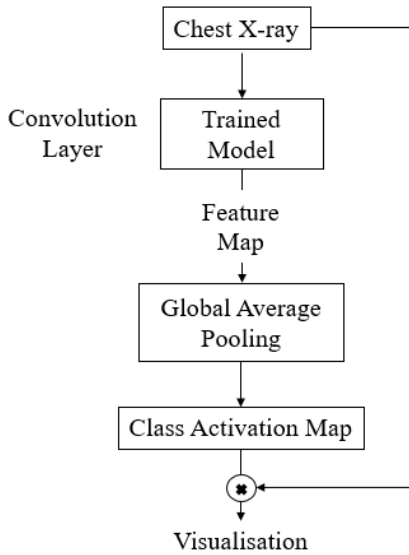 Chest X-ray
Convolution
Layer
Trained
Model
Feature
Map
Global Average
Pooling
Class Activation Map
Visualisation